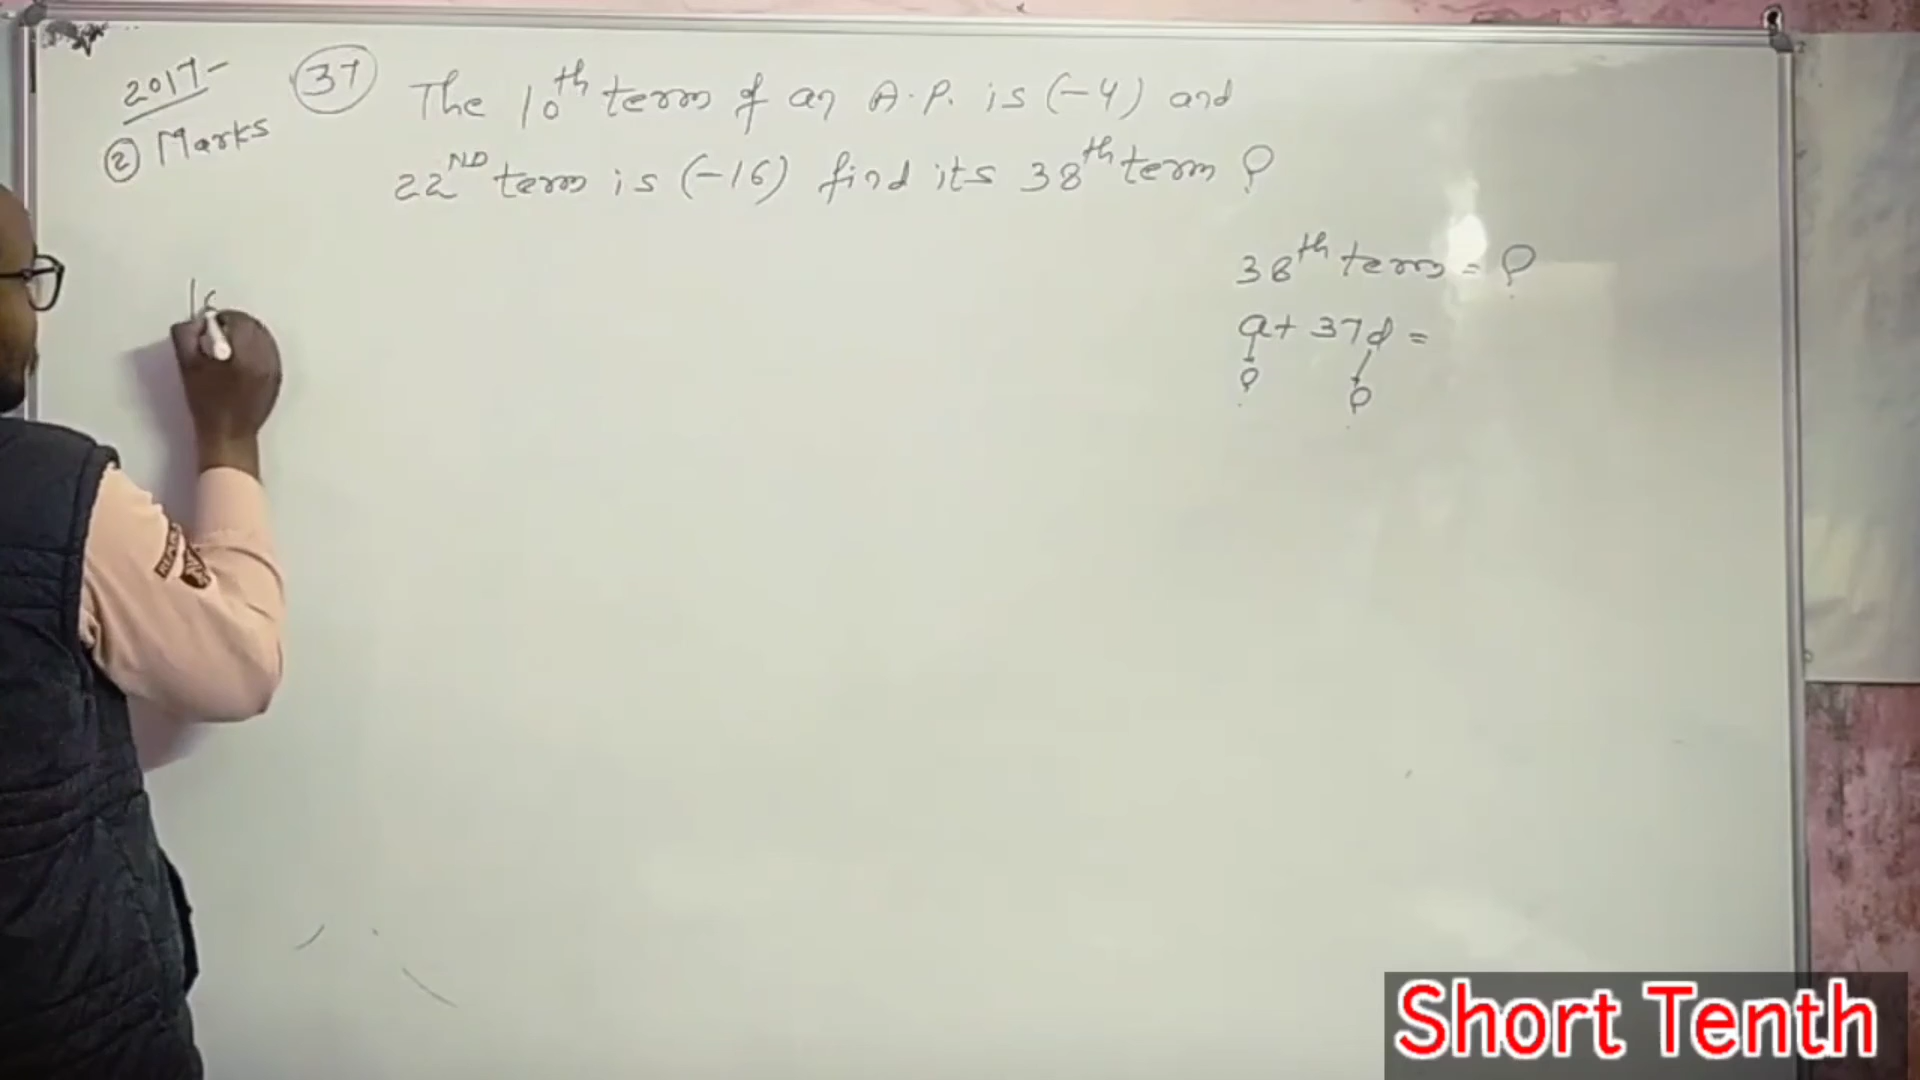 2017-
② Marks
37 The 10th term of an A.P. is (-4) and
22ND term is (-16) find its 38th term ?
38th term = ?
a + 37d =
? ?
Short Tenth